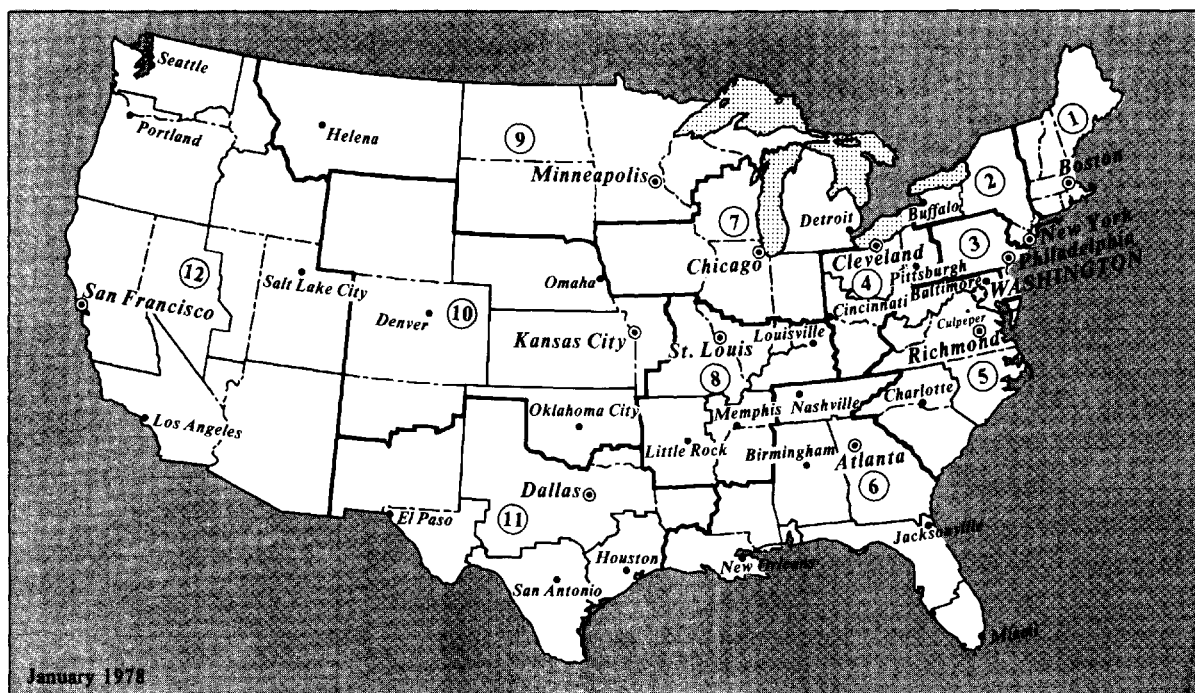 Seattle
Portland
Helena
9
Minneapolis
1
Boston
2
Buffalo
7
Detroit
New York
3
Philadelphia
Cleveland
Chicago
Pittsburgh
4
Baltimore
WASHINGTON
12
Salt Lake City
Omaha
Cincinnati
San Francisco
Denver
10
Culpeper
Kansas City
St. Louis
Louisville
Richmond
8
5
Charlotte
Los Angeles
Oklahoma City
Memphis
Nashville
Little Rock
Birmingham
Atlanta
6
Dallas
11
El Paso
Jacksonville
Houston
New Orleans
San Antonio
Miami
January 1978